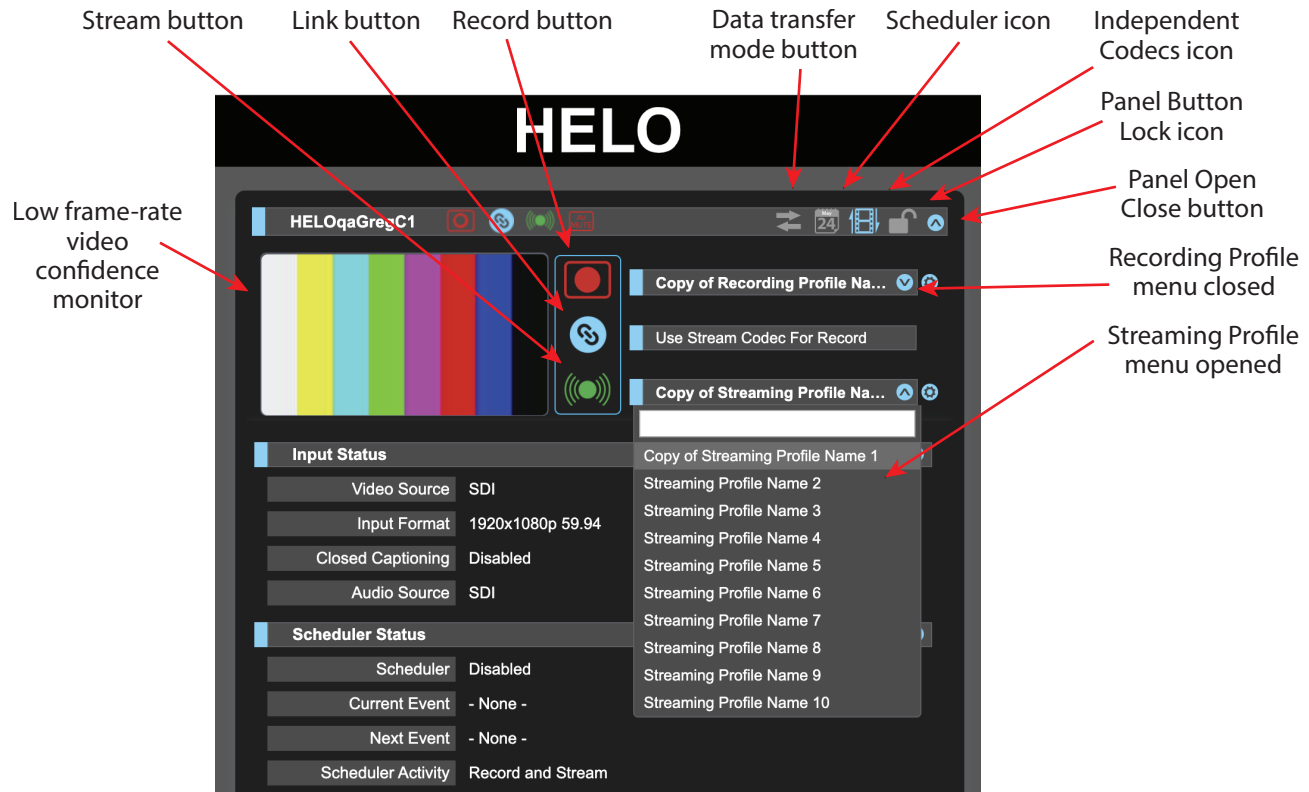 Stream button
Link button
Record button
Data transfer
mode button
Scheduler icon
Independent
Codecs icon
Panel Button
Lock icon
Panel Open
Close button
Recording Profile
menu closed
Streaming Profile
menu opened
Low frame-rate
video
confidence
monitor
HELO
HELOqaGregC1
AV
MUTE
May
24
Copy of Recording Profile Na...
Use Stream Codec For Record
Copy of Streaming Profile Na...
Copy of Streaming Profile Name 1
Streaming Profile Name 2
Streaming Profile Name 3
Streaming Profile Name 4
Streaming Profile Name 5
Streaming Profile Name 6
Streaming Profile Name 7
Streaming Profile Name 8
Streaming Profile Name 9
Streaming Profile Name 10
Input Status
Video Source SDI
Input Format 1920x1080p 59.94
Closed Captioning Disabled
Audio Source SDI
Scheduler Status
Scheduler Disabled
Current Event - None -
Next Event - None -
Scheduler Activity Record and Stream